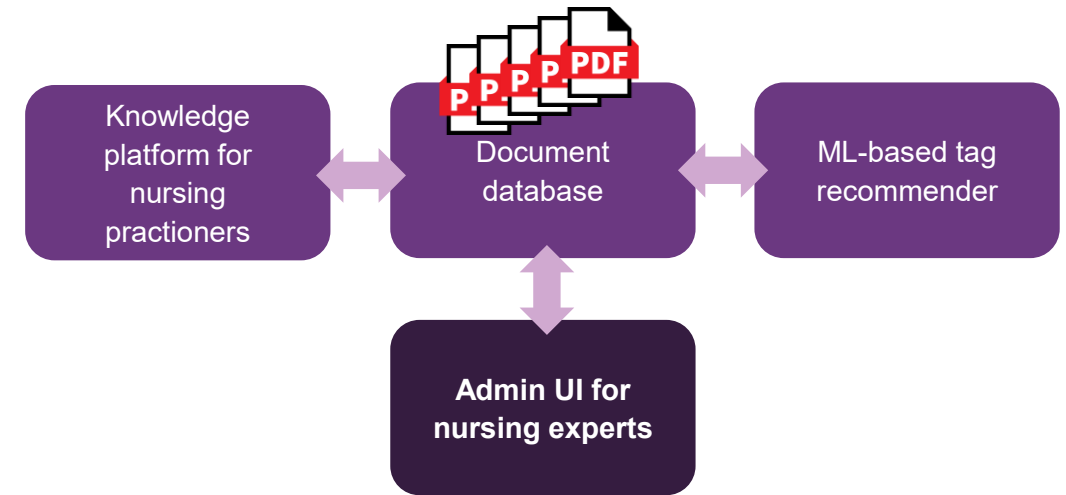 P
P
P
P
PDF
Knowledge
platform for
nursing
practioners
Document
database
ML-based tag
recommender
Admin UI for
nursing experts